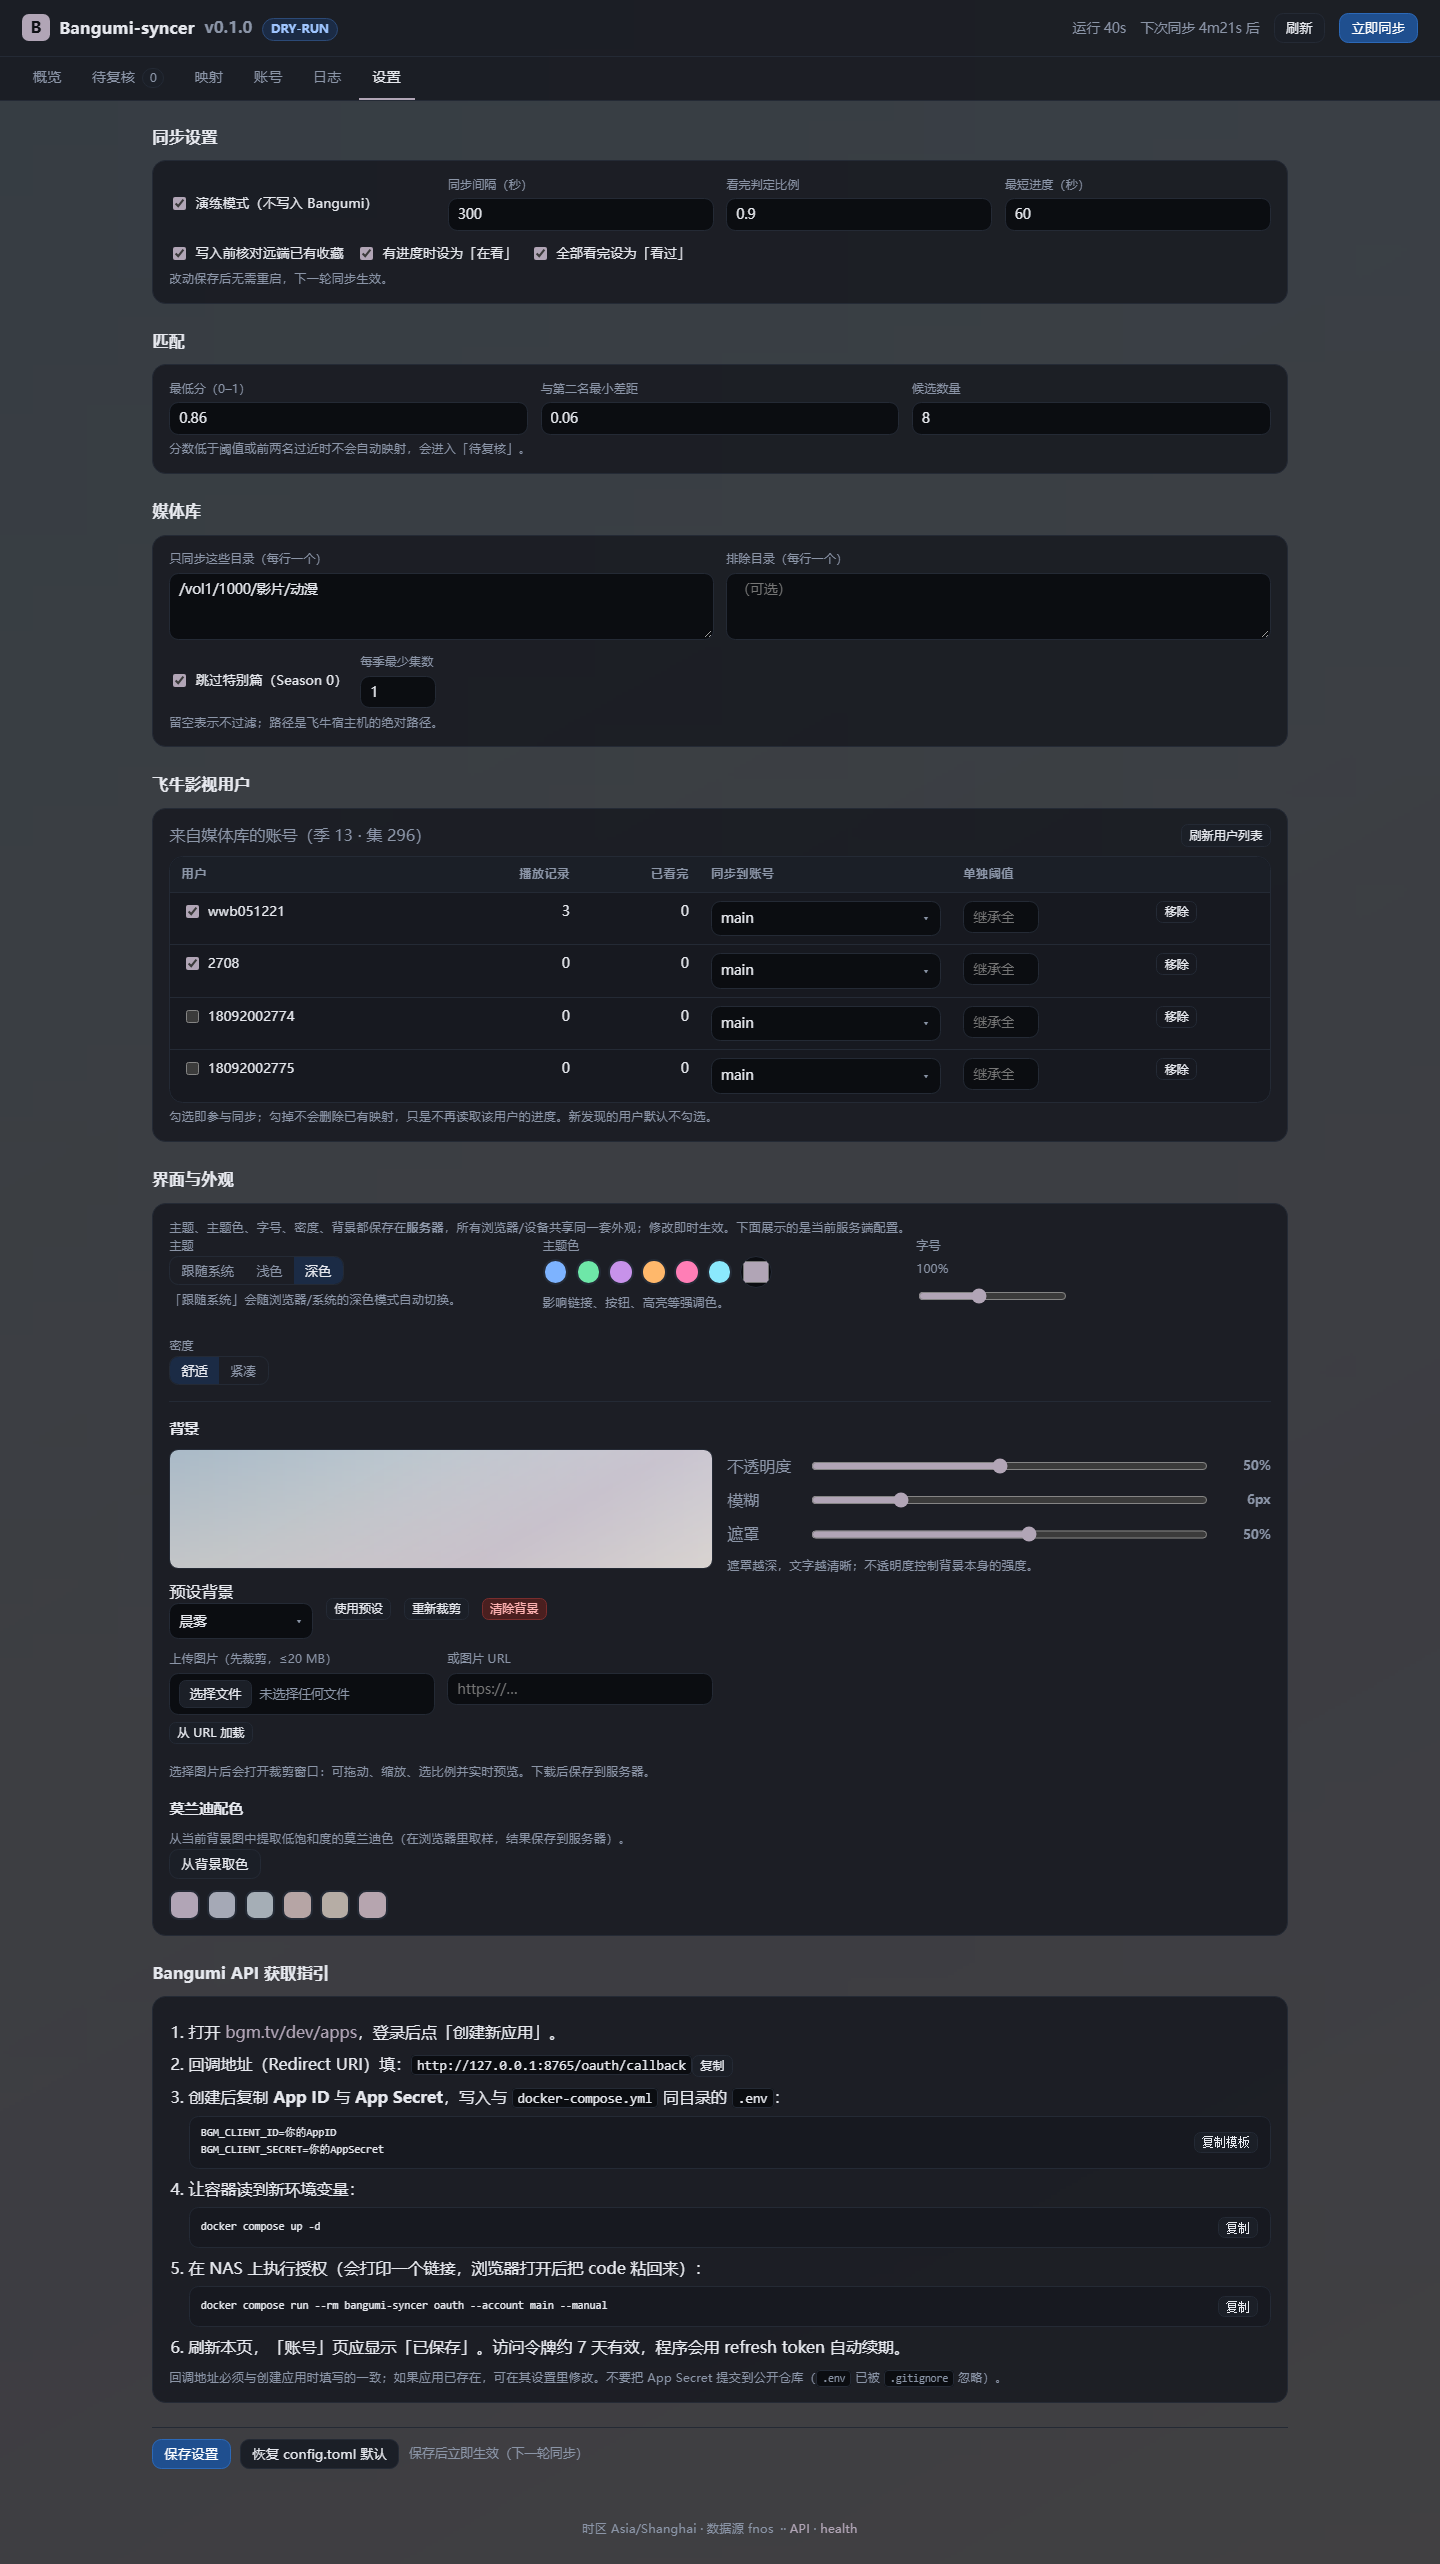 B Bangumi-syncer v0.1.0 DRY-RUN 运行 40s 下次同步 4m21s 后 刷新 立即同步
概览 待复核 0 映射 账号 日志 设置
同步设置
演练模式（不写入 Bangumi） 同步间隔（秒） 看完判定比例 最短进度（秒）
300 0.9 60
写入前核对远端已有收藏 有进度时设为「在看」 全部看完设为「看过」
改动保存后无需重启，下一轮同步生效。
匹配
最低分（0–1） 与第二名最小差距 候选数量
0.86 0.06 8
分数低于阈值或前两名过近时不会自动映射，会进入「待复核」。
媒体库
只同步这些目录（每行一个） 排除目录（每行一个）
/vol1/1000/影片/动漫 （可选）
跳过特别篇（Season 0） 每季最少集数
1
留空表示不过滤；路径是飞牛宿主机的绝对路径。
飞牛影视用户
来自媒体库的账号（季 13 · 集 296） 刷新用户列表
用户 播放记录 已看完 同步到账号 单独阈值
wwb051221 3 0 main 继承全 移除
2708 0 0 main 继承全 移除
18092002774 0 0 main 继承全 移除
18092002775 0 0 main 继承全 移除
勾选即参与同步；勾掉不会删除已有映射，只是不再读取该用户的进度。新发现的用户默认不勾选。
界面与外观
主题、主题色、字号、密度、背景都保存在服务器，所有浏览器/设备共享同一套外观；修改即时生效。下面展示的是当前服务端配置。
主题 主题色 字号
跟随系统 浅色 深色 100%
「跟随系统」会随浏览器/系统的深色模式自动切换。 影响链接、按钮、高亮等强调色。
密度
舒适 紧凑
背景
不透明度 50%
模糊 6px
遮罩 50%
遮罩越深，文字越清晰；不透明度控制背景本身的强度。
预设背景
晨雾 使用预设 重新裁剪 清除背景
上传图片（先裁剪，≤20 MB） 或图片 URL
选择文件 未选择任何文件 https://...
从 URL 加载
选择图片后会打开裁剪窗口：可拖动、缩放、选比例并实时预览。下载后保存到服务器。
莫兰迪配色
从当前背景图中提取低饱和度的莫兰迪色（在浏览器里取样，结果保存到服务器）。
从背景取色
Bangumi API 获取指引
1. 打开 bgm.tv/dev/apps，登录后点「创建新应用」。
2. 回调地址（Redirect URI）填： http://127.0.0.1:8765/oauth/callback 复制
3. 创建后复制 App ID 与 App Secret，写入与 docker-compose.yml 同目录的 .env：
BGM_CLIENT_ID=你的AppID
BGM_CLIENT_SECRET=你的AppSecret
复制模板
4. 让容器读到新环境变量：
docker compose up -d 复制
5. 在 NAS 上执行授权（会打印一个链接，浏览器打开后把 code 粘回来）：
docker compose run --rm bangumi-syncer oauth --account main --manual 复制
6. 刷新本页，「账号」页应显示「已保存」。访问令牌约 7 天有效，程序会用 refresh token 自动续期。
回调地址必须与创建应用时填写的一致；如果应用已存在，可在其设置里修改。不要把 App Secret 提交到公开仓库（ .env 已被 .gitignore 忽略）。
保存设置 恢复 config.toml 默认 保存后立即生效（下一轮同步）
时区 Asia/Shanghai · 数据源 fnos ·· API · health